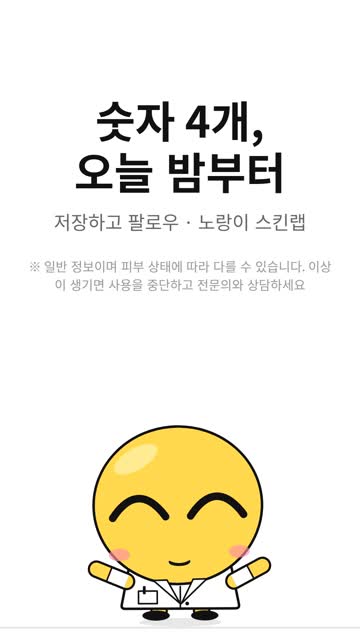 숫자 4개,
오늘 밤부터
저장하고 팔로우 · 노랑이 스킨랩
※ 일반 정보이며 피부 상태에 따라 다를 수 있습니다. 이상
이 생기면 사용을 중단하고 전문의와 상담하세요